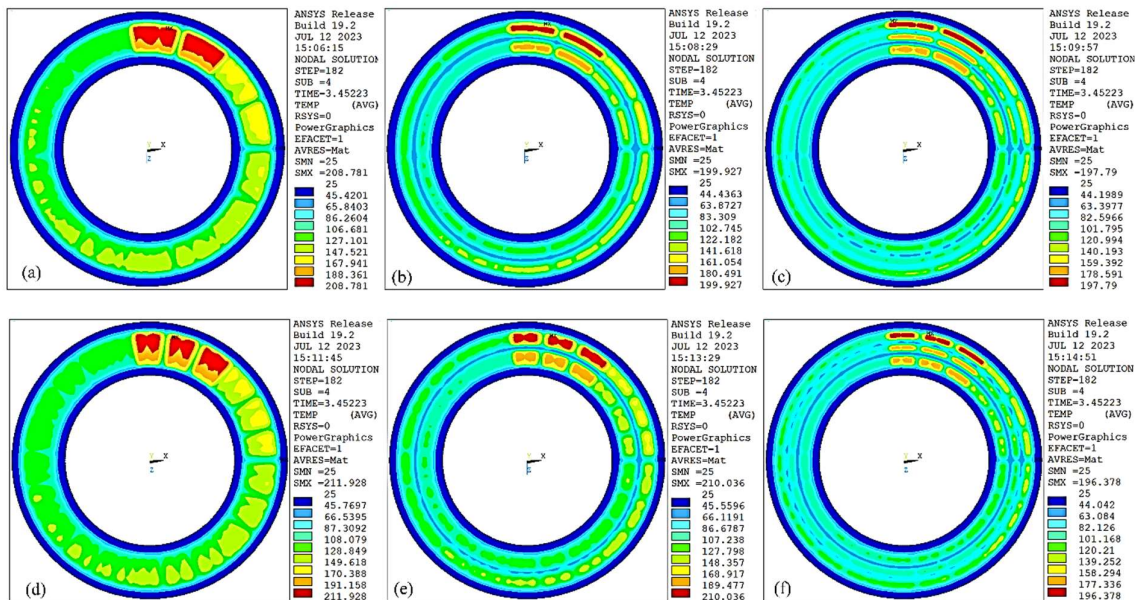 (a)
ANSYS Release
Build 19.2
JUL 12 2023
15:06:15
NODAL SOLUTION
STEP=182
SUB =4
TIME=3.45223
TEMP (AVG)
RSYS=0
PowerGraphics
EFACET=1
AVRES=Mat
SMN =25
SMX =208.781
25
45.4201
65.8403
86.2604
106.681
127.101
147.521
167.941
188.361
208.781
Y
X
Z
(b)
ANSYS Release
Build 19.2
JUL 12 2023
15:08:29
NODAL SOLUTION
STEP=182
SUB =4
TIME=3.45223
TEMP (AVG)
RSYS=0
PowerGraphics
EFACET=1
AVRES=Mat
SMN =25
SMX =199.927
25
44.4363
63.8727
83.309
102.745
122.182
141.618
161.054
180.491
199.927
MX
Y
X
Z
(c)
ANSYS Release
Build 19.2
JUL 12 2023
15:09:57
NODAL SOLUTION
STEP=182
SUB =4
TIME=3.45223
TEMP (AVG)
RSYS=0
PowerGraphics
EFACET=1
AVRES=Mat
SMN =25
SMX =197.79
25
44.1989
63.3977
82.5966
101.795
120.994
140.193
159.392
178.591
197.79
MX
Y
X
Z
(d)
ANSYS Release
Build 19.2
JUL 12 2023
15:11:45
NODAL SOLUTION
STEP=182
SUB =4
TIME=3.45223
TEMP (AVG)
RSYS=0
PowerGraphics
EFACET=1
AVRES=Mat
SMN =25
SMX =211.928
25
45.7697
66.5395
87.3092
108.079
128.849
149.618
170.388
191.158
211.928
Y
X
Z
(e)
ANSYS Release
Build 19.2
JUL 12 2023
15:13:29
NODAL SOLUTION
STEP=182
SUB =4
TIME=3.45223
TEMP (AVG)
RSYS=0
PowerGraphics
EFACET=1
AVRES=Mat
SMN =25
SMX =210.036
25
45.5596
66.1191
86.6787
107.238
127.798
148.357
168.917
189.477
210.036
Y
X
Z
(f)
ANSYS Release
Build 19.2
JUL 12 2023
15:14:51
NODAL SOLUTION
STEP=182
SUB =4
TIME=3.45223
TEMP (AVG)
RSYS=0
PowerGraphics
EFACET=1
AVRES=Mat
SMN =25
SMX =196.378
25
44.042
63.084
82.126
101.168
120.21
139.252
158.294
177.336
196.378
MX
Y
X
Z